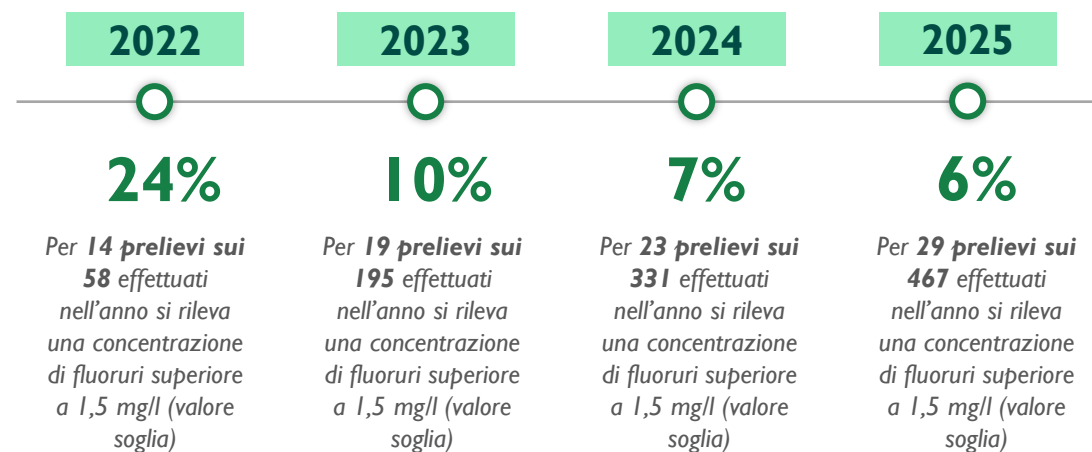 2022
24%
Per 14 prelievi sui
58 effettuati
nell’anno si rileva
una concentrazione
di fluoruri superiore
a 1,5 mg/l (valore
soglia)
2023
10%
Per 19 prelievi sui
195 effettuati
nell’anno si rileva
una concentrazione
di fluoruri superiore
a 1,5 mg/l (valore
soglia)
2024
7%
Per 23 prelievi sui
331 effettuati
nell’anno si rileva
una concentrazione
di fluoruri superiore
a 1,5 mg/l (valore
soglia)
2025
6%
Per 29 prelievi sui
467 effettuati
nell’anno si rileva
una concentrazione
di fluoruri superiore
a 1,5 mg/l (valore
soglia)